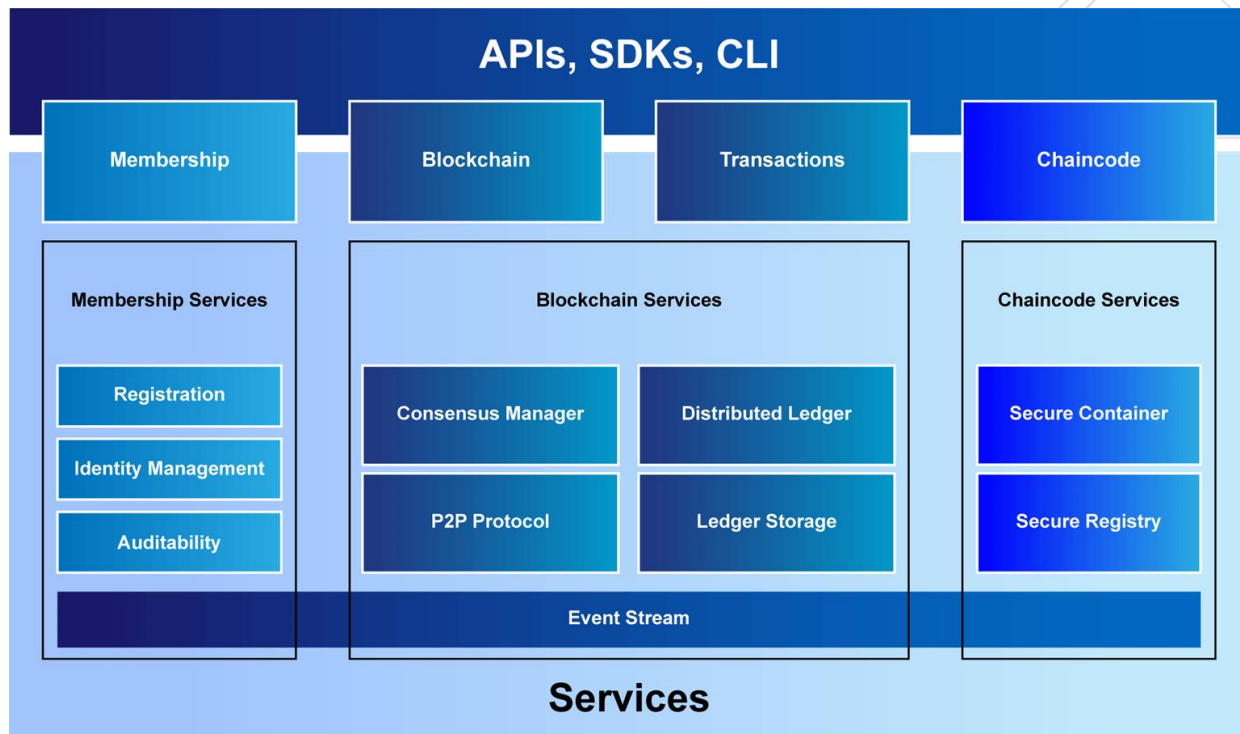 APIs, SDKs, CLI
Membership
Blockchain
Transactions
Chaincode
Membership Services
Blockchain Services
Chaincode Services
Registration
Identity Management
Auditability
Consensus Manager
Distributed Ledger
P2P Protocol
Ledger Storage
Secure Container
Secure Registry
Event Stream
Services